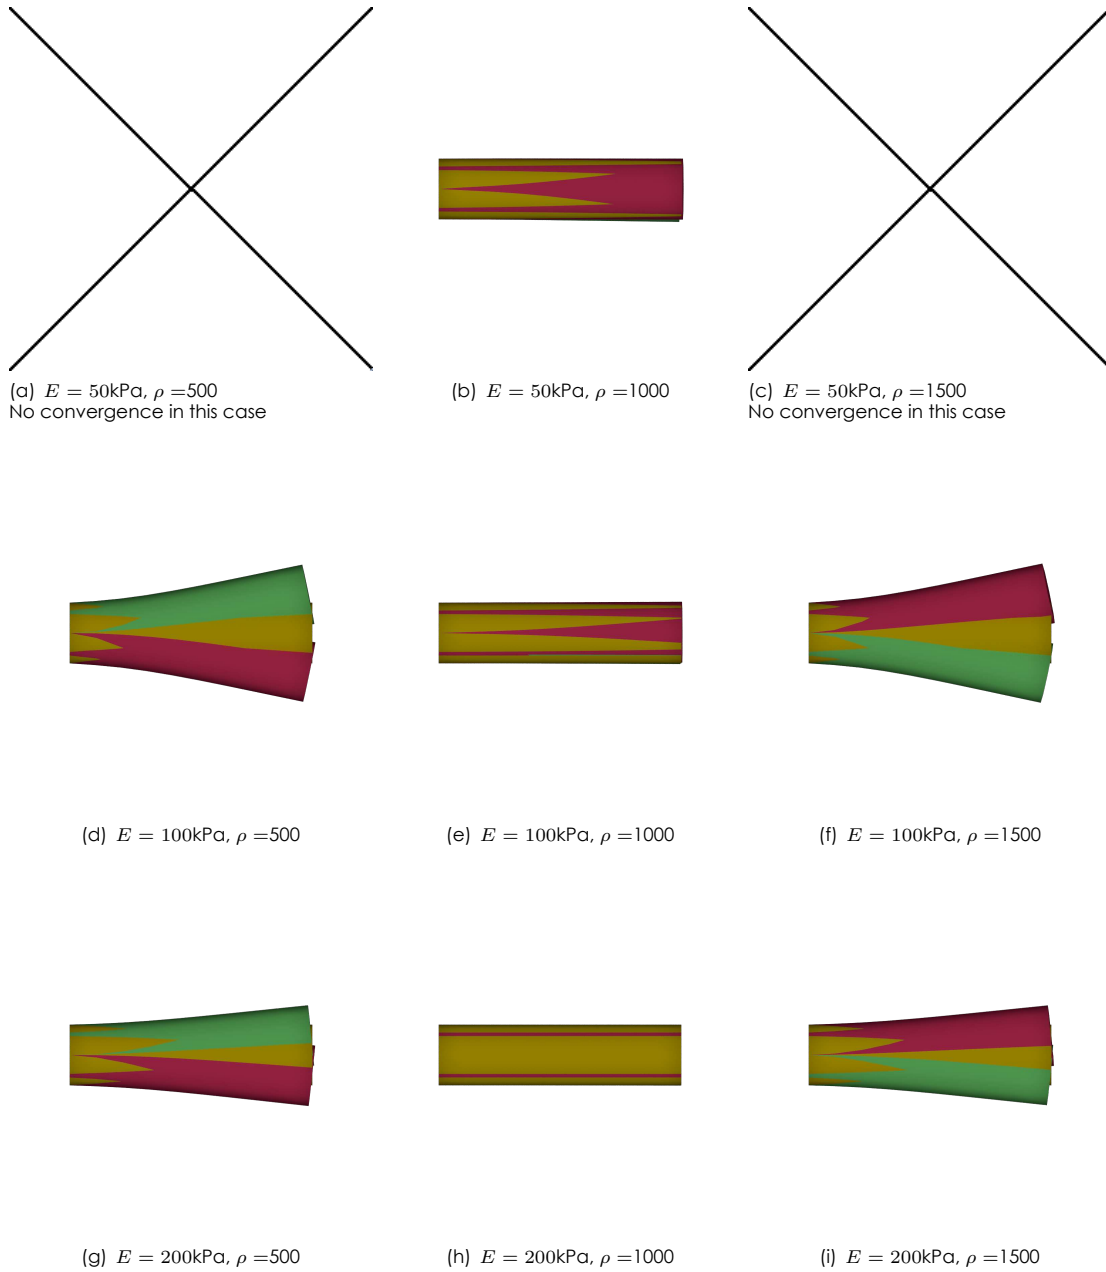 (a) E = 50kPa, ρ =500
No convergence in this case
(b) E = 50kPa, ρ =1000
(c) E = 50kPa, ρ =1500
No convergence in this case
(d) E = 100kPa, ρ =500
(e) E = 100kPa, ρ =1000
(f) E = 100kPa, ρ =1500
(g) E = 200kPa, ρ =500
(h) E = 200kPa, ρ =1000
(i) E = 200kPa, ρ =1500